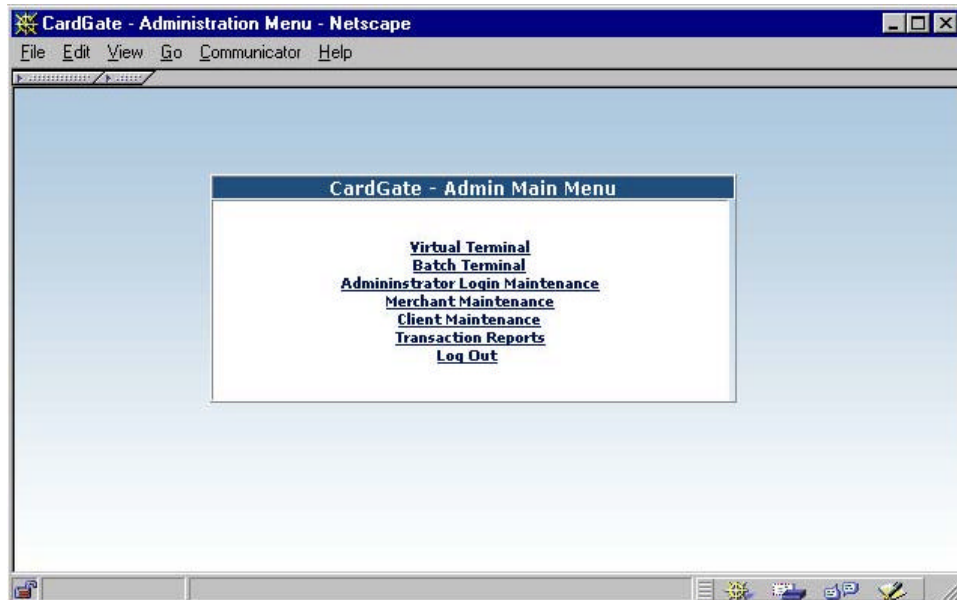 CardGate - Administration Menu - Netscape
File Edit View Go Communicator Help
CardGate - Admin Main Menu
Virtual Terminal
Batch Terminal
Admininstrator Login Maintenance
Merchant Maintenance
Client Maintenance
Transaction Reports
Log Out